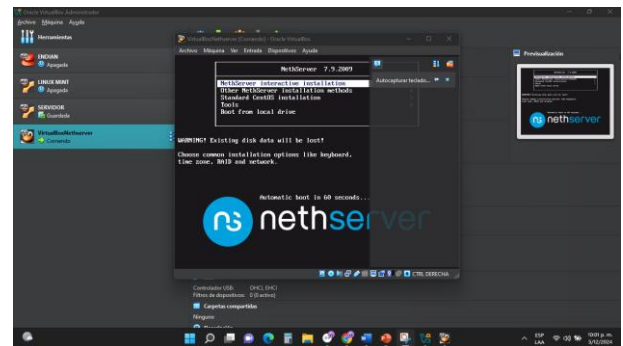 Oracle VirtualBox Administrador
Archivo Máquina Ayuda
Herramientas
ENDIAN
Apagada
LINUX MINT
Apagada
SERVIDOR
Guardada
VirtualBoxNethserver
Corriendo
VirtualBoxNethserver [Corriendo] - Oracle VirtualBox
Archivo Máquina Ver Entrada Dispositivos Ayuda
NethServer 7.9.2009
NethServer interactive installation
Other NethServer installation methods
Standard CentOS installation
Tools
Boot from local drive
WARNING! Existing disk data will be lost!
Choose common installation options like keyboard,
time zone, RAID and network.
Automatic boot in 60 seconds...
nethserver
Autocapturar teclado...
CTRL DERECHA
Previsualización
nethserver
Controlador USB: OHCI, EHCI
Filtros de dispositivos: 0 (0 activo)
Carpetas compartidas
Ninguno
ESP
LAA
10:01 p. m.
5/12/2024